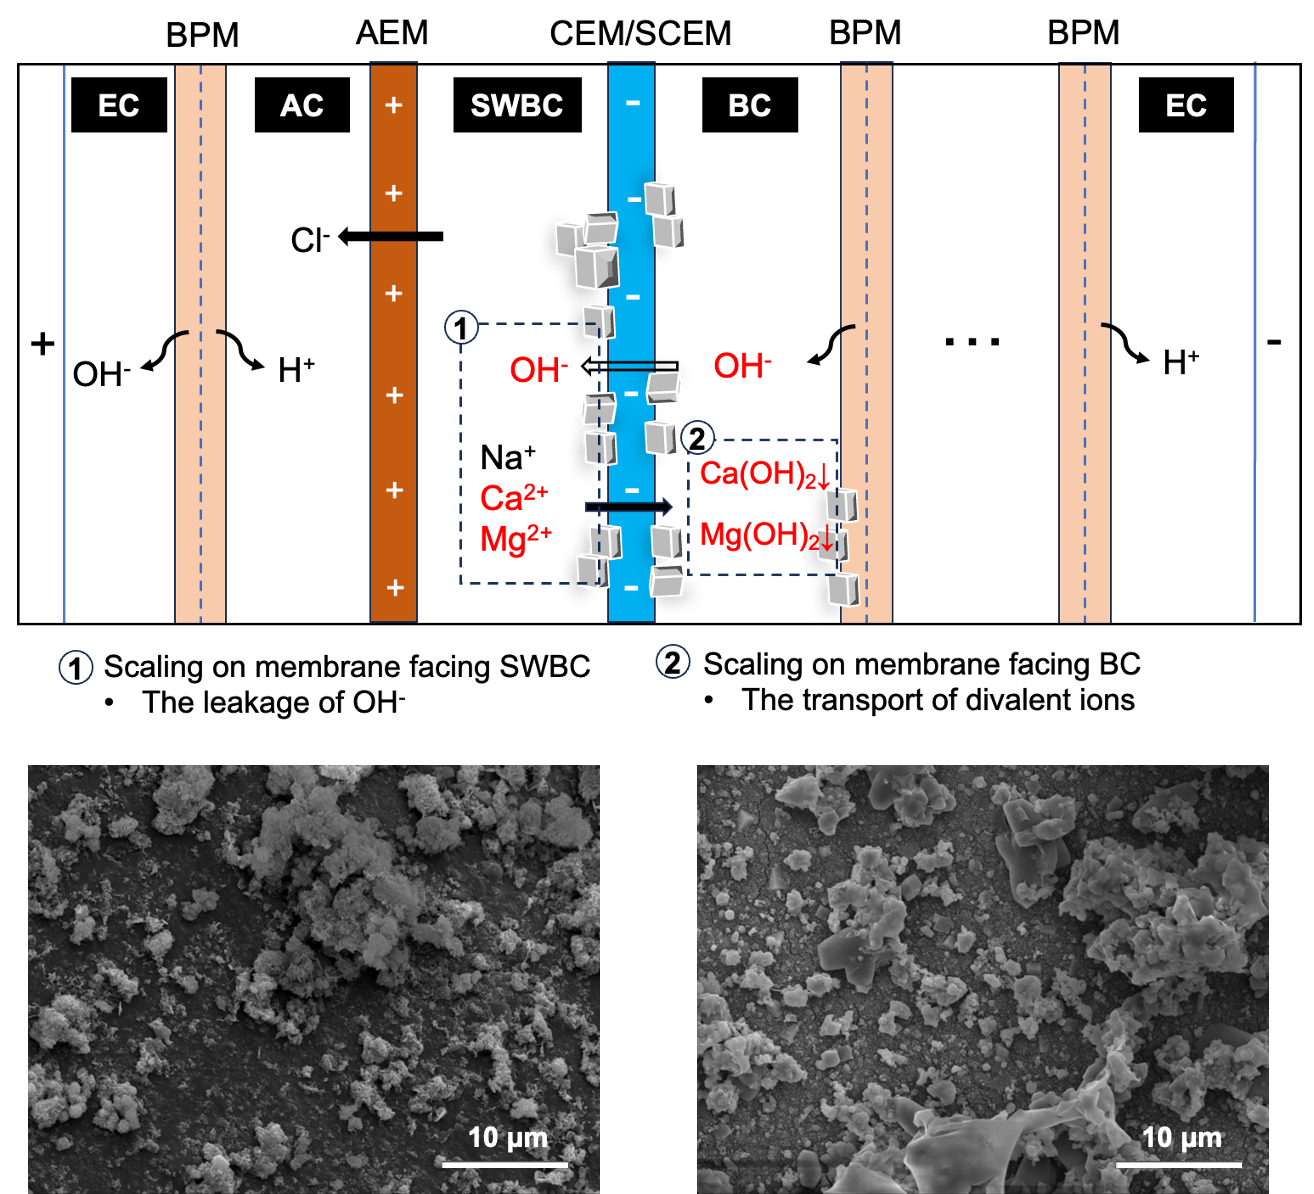 BPM AEM CEM/SCEM BPM BPM
EC AC SWBC BC EC
+ -
+ -
Cl-
+ -
1
+ OH- H+ OH- OH- ... H+ -
+ -
2
Na+ Ca(OH)2↓
Ca2+
+ -
Mg2+ Mg(OH)2↓
+ -
1 Scaling on membrane facing SWBC
• The leakage of OH-
2 Scaling on membrane facing BC
• The transport of divalent ions
10 μm
10 μm